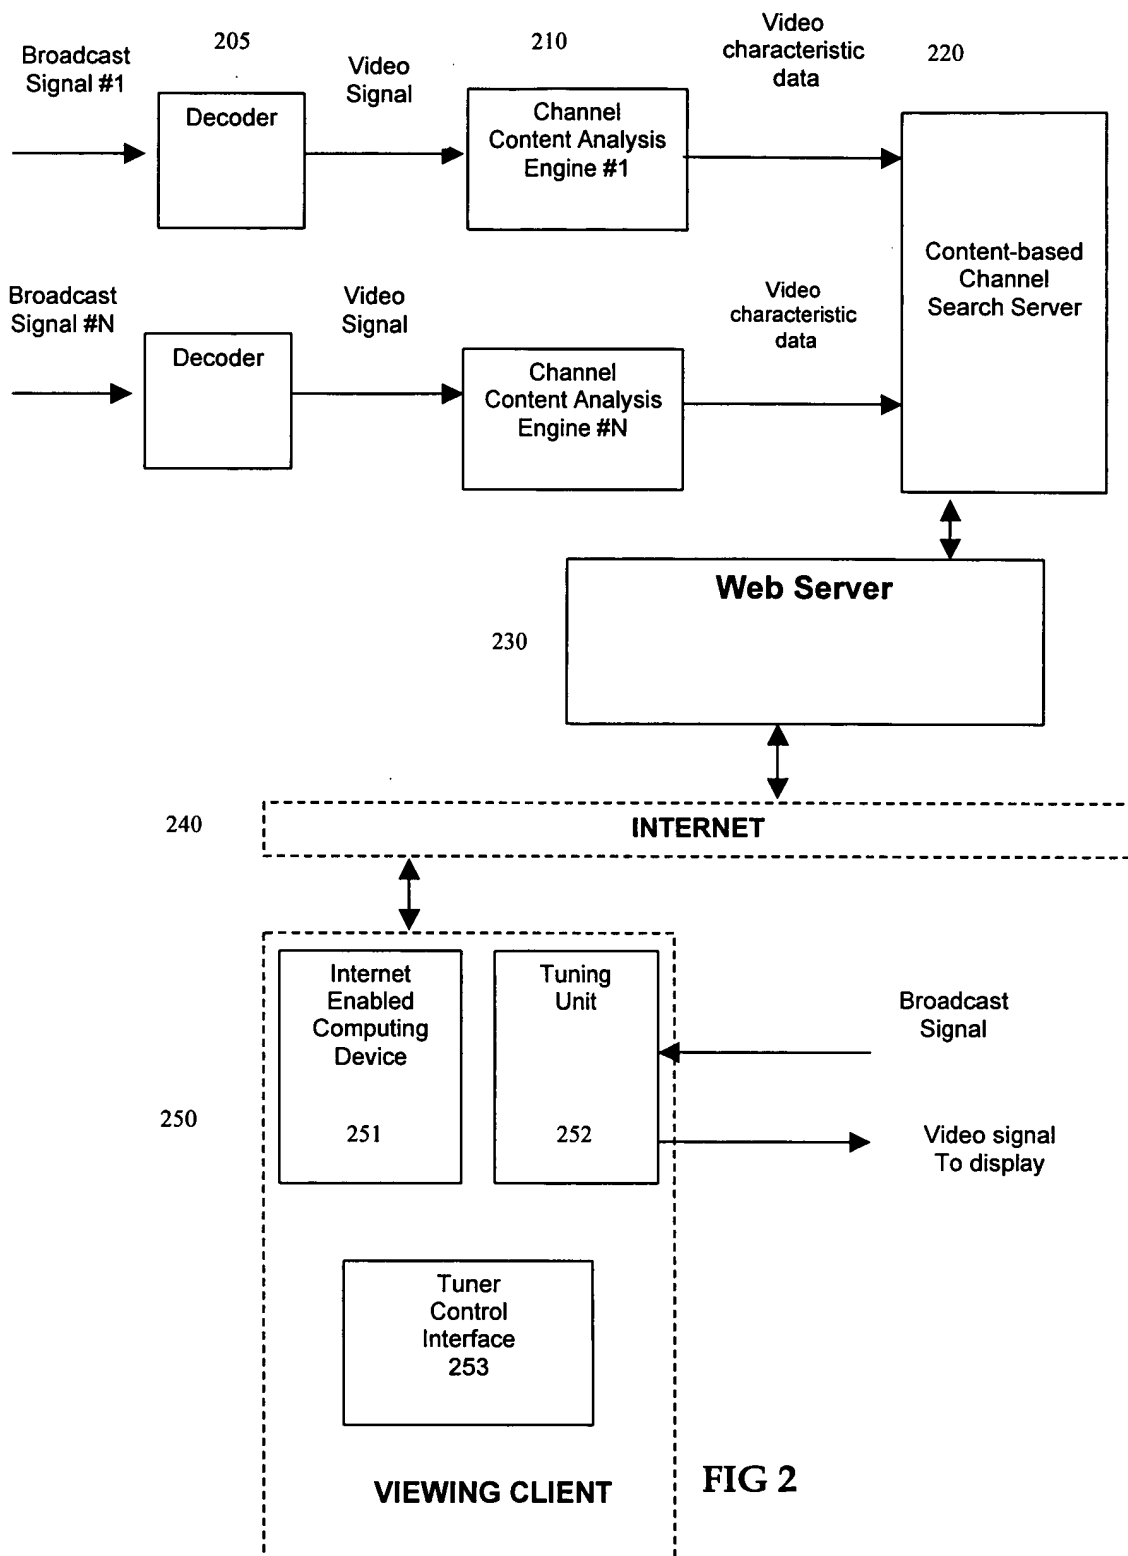 205
210
220
Broadcast
Signal #1
Video
Signal
Video
characteristic
data
Decoder
Channel
Content Analysis
Engine #1
Content-based
Channel
Search Server
Broadcast
Signal #N
Video
Signal
Video
characteristic
data
Decoder
Channel
Content Analysis
Engine #N
Web Server
230
240
INTERNET
Internet
Enabled
Computing
Device
251
Tuning
Unit
252
Broadcast
Signal
250
Video signal
To display
Tuner
Control
Interface
253
VIEWING CLIENT
FIG 2